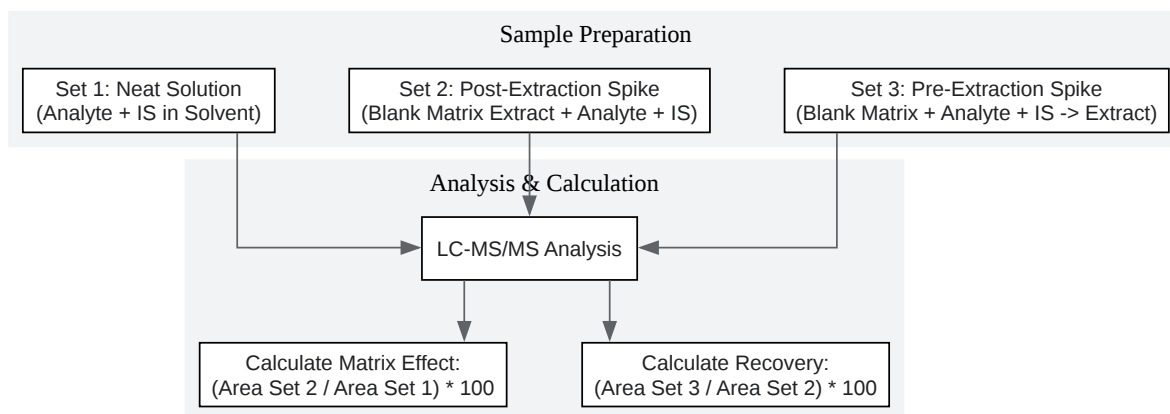 Sample Preparation
Set 1: Neat Solution
(Analyte + IS in Solvent)
Set 2: Post-Extraction Spike
(Blank Matrix Extract + Analyte + IS)
Set 3: Pre-Extraction Spike
(Blank Matrix + Analyte + IS -> Extract)
Analysis & Calculation
LC-MS/MS Analysis
Calculate Matrix Effect:
(Area Set 2 / Area Set 1) * 100
Calculate Recovery:
(Area Set 3 / Area Set 2) * 100